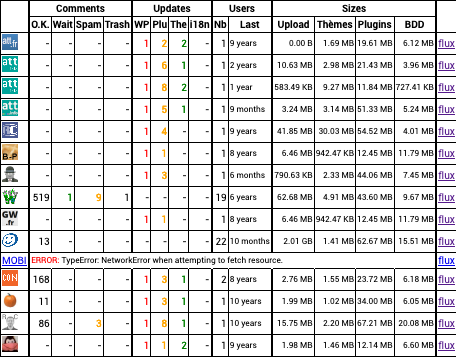 Comments Updates Users Sizes
O.K. Wait Spam Trash WP Plu The i18n Nb Last Upload Thèmes Plugins BDD
att.fr - - - - 1 2 2 - 1 9 years 0.00 B 1.69 MB 19.61 MB 6.12 MB flux
att - - - - 1 6 1 - 1 2 years 10.63 MB 2.98 MB 21.43 MB 3.96 MB flux
att - - - - 1 8 2 - 1 1 year 583.49 KB 9.27 MB 11.84 MB 727.41 KB flux
att - - - - 1 5 1 - 1 9 months 3.24 MB 3.14 MB 51.33 MB 5.24 MB flux
- - - - 1 4 - - 1 9 years 41.85 MB 30.03 MB 54.52 MB 4.01 MB flux
B-P - - - - 1 1 - - 1 8 years 6.46 MB 942.47 KB 12.45 MB 11.79 MB flux
- - - - 1 3 - - 1 6 years 790.63 KB 2.33 MB 44.06 MB 7.45 MB flux
W 519 1 9 1 - - - - 19 6 years 62.68 MB 4.91 MB 43.60 MB 9.67 MB flux
GW.fr - - - - 1 1 - - 1 8 years 6.46 MB 942.47 KB 12.45 MB 11.79 MB flux
13 - - - - - - - 22 10 months 2.01 GB 1.41 MB 62.67 MB 15.51 MB flux
MOBI ERROR: TypeError: NetworkError when attempting to fetch resource. flux
CON 168 - - - 1 3 1 - 2 8 years 2.76 MB 1.55 MB 23.72 MB 6.18 MB flux
11 - - - 1 3 1 - 1 10 years 1.99 MB 1.02 MB 34.00 MB 6.05 MB flux
R C 86 - 3 - 1 8 1 - 1 10 years 15.75 MB 2.20 MB 67.21 MB 20.08 MB flux
- - - - 1 1 2 - 1 9 years 1.98 MB 1.46 MB 12.14 MB 6.60 MB flux